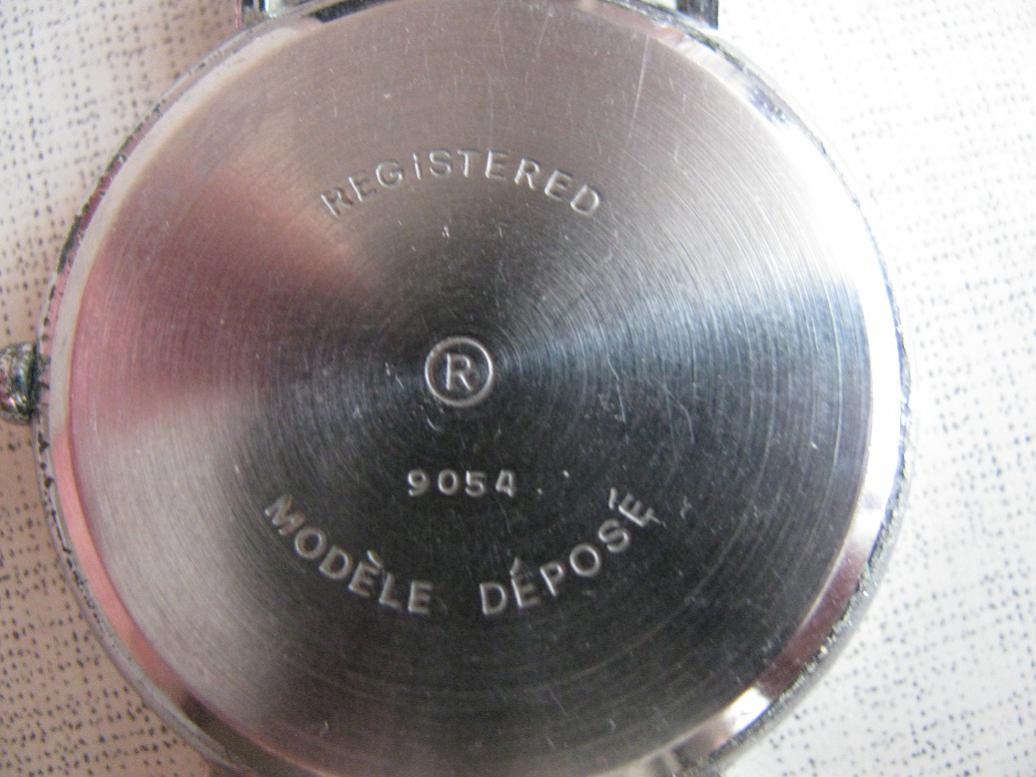 REGiSTERED
®
9054
MODÈLE DÉPOSÉ